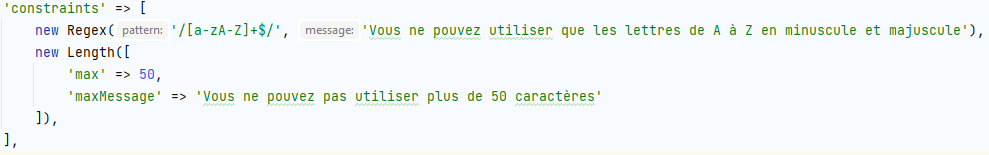 'constraints' => [
new Regex( pattern: '/[a-zA-Z]+$/', message: 'Vous ne pouvez utiliser que les lettres de A à Z en minuscule et majuscule'),
new Length([
'max' => 50,
'maxMessage' => 'Vous ne pouvez pas utiliser plus de 50 caractères'
]),
],